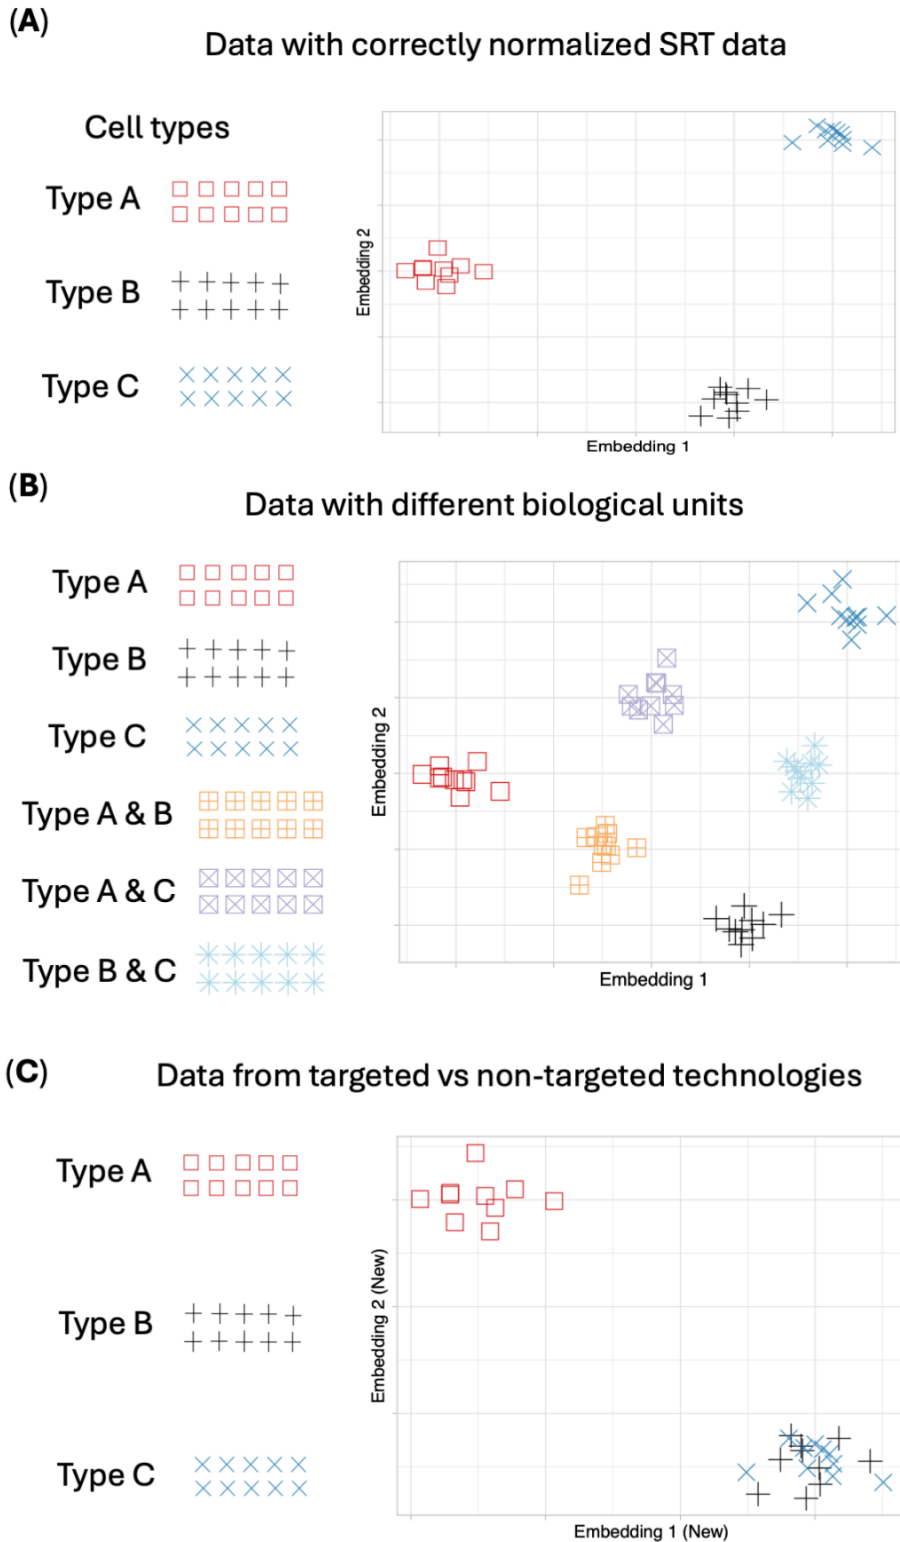 (A)
Data with correctly normalized SRT data
Cell types
Type A
Type B
Type C
Embedding 2
Embedding 1
(B)
Data with different biological units
Type A
Type B
Type C
Type A & B
Type A & C
Type B & C
Embedding 2
Embedding 1
(C)
Data from targeted vs non-targeted technologies
Type A
Type B
Type C
Embedding 2 (New)
Embedding 1 (New)